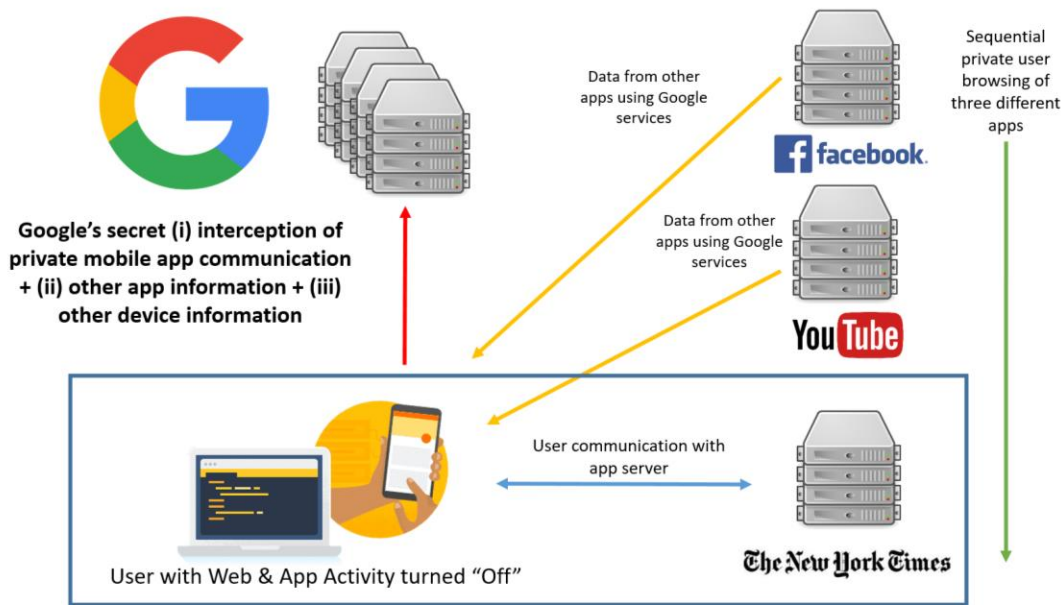 Google’s secret (i) interception of
private mobile app communication
+ (ii) other app information + (iii)
other device information
Data from other
apps using Google
services
facebook.
Sequential
private user
browsing of
three different
apps
Data from other
apps using Google
services
YouTube
User communication with
app server
User with Web & App Activity turned “Off”
The New York Times